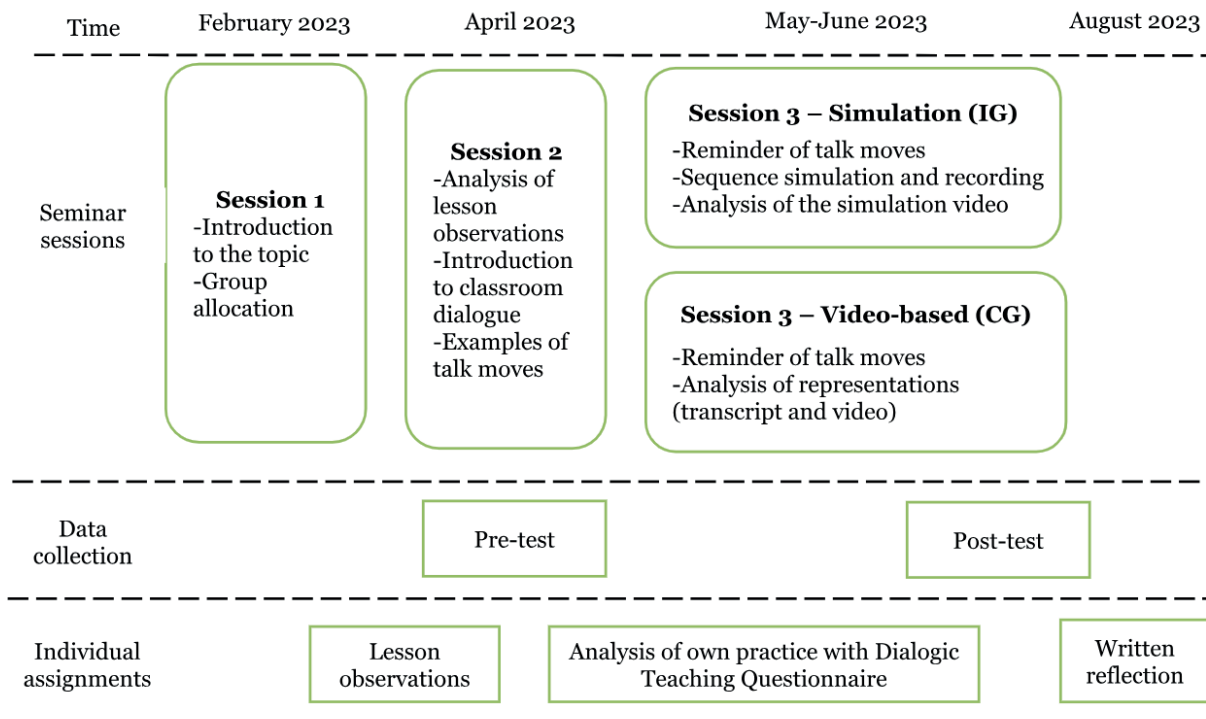 Time
February 2023
April 2023
May-June 2023
August 2023
Seminar
sessions
Session 1
-Introduction
to the topic
-Group
allocation
Session 2
-Analysis of
lesson
observations
-Introduction
to classroom
dialogue
-Examples of
talk moves
Session 3 – Simulation (IG)
-Reminder of talk moves
-Sequence simulation and recording
-Analysis of the simulation video
Session 3 – Video-based (CG)
-Reminder of talk moves
-Analysis of representations
(transcript and video)
Data
collection
Pre-test
Post-test
Individual
assignments
Lesson
observations
Analysis of own practice with Dialogic
Teaching Questionnaire
Written
reflection